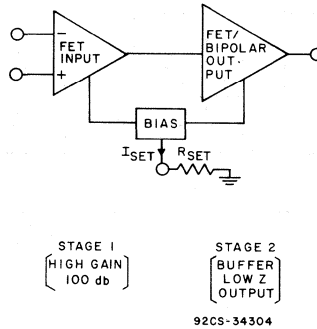 −
FET
INPUT
+
FET/
BIPOLAR
OUT-
PUT
BIAS
ISET
RSET
STAGE 1
HIGH GAIN
100 db
STAGE 2
BUFFER
LOW Z
OUTPUT
92CS-34304